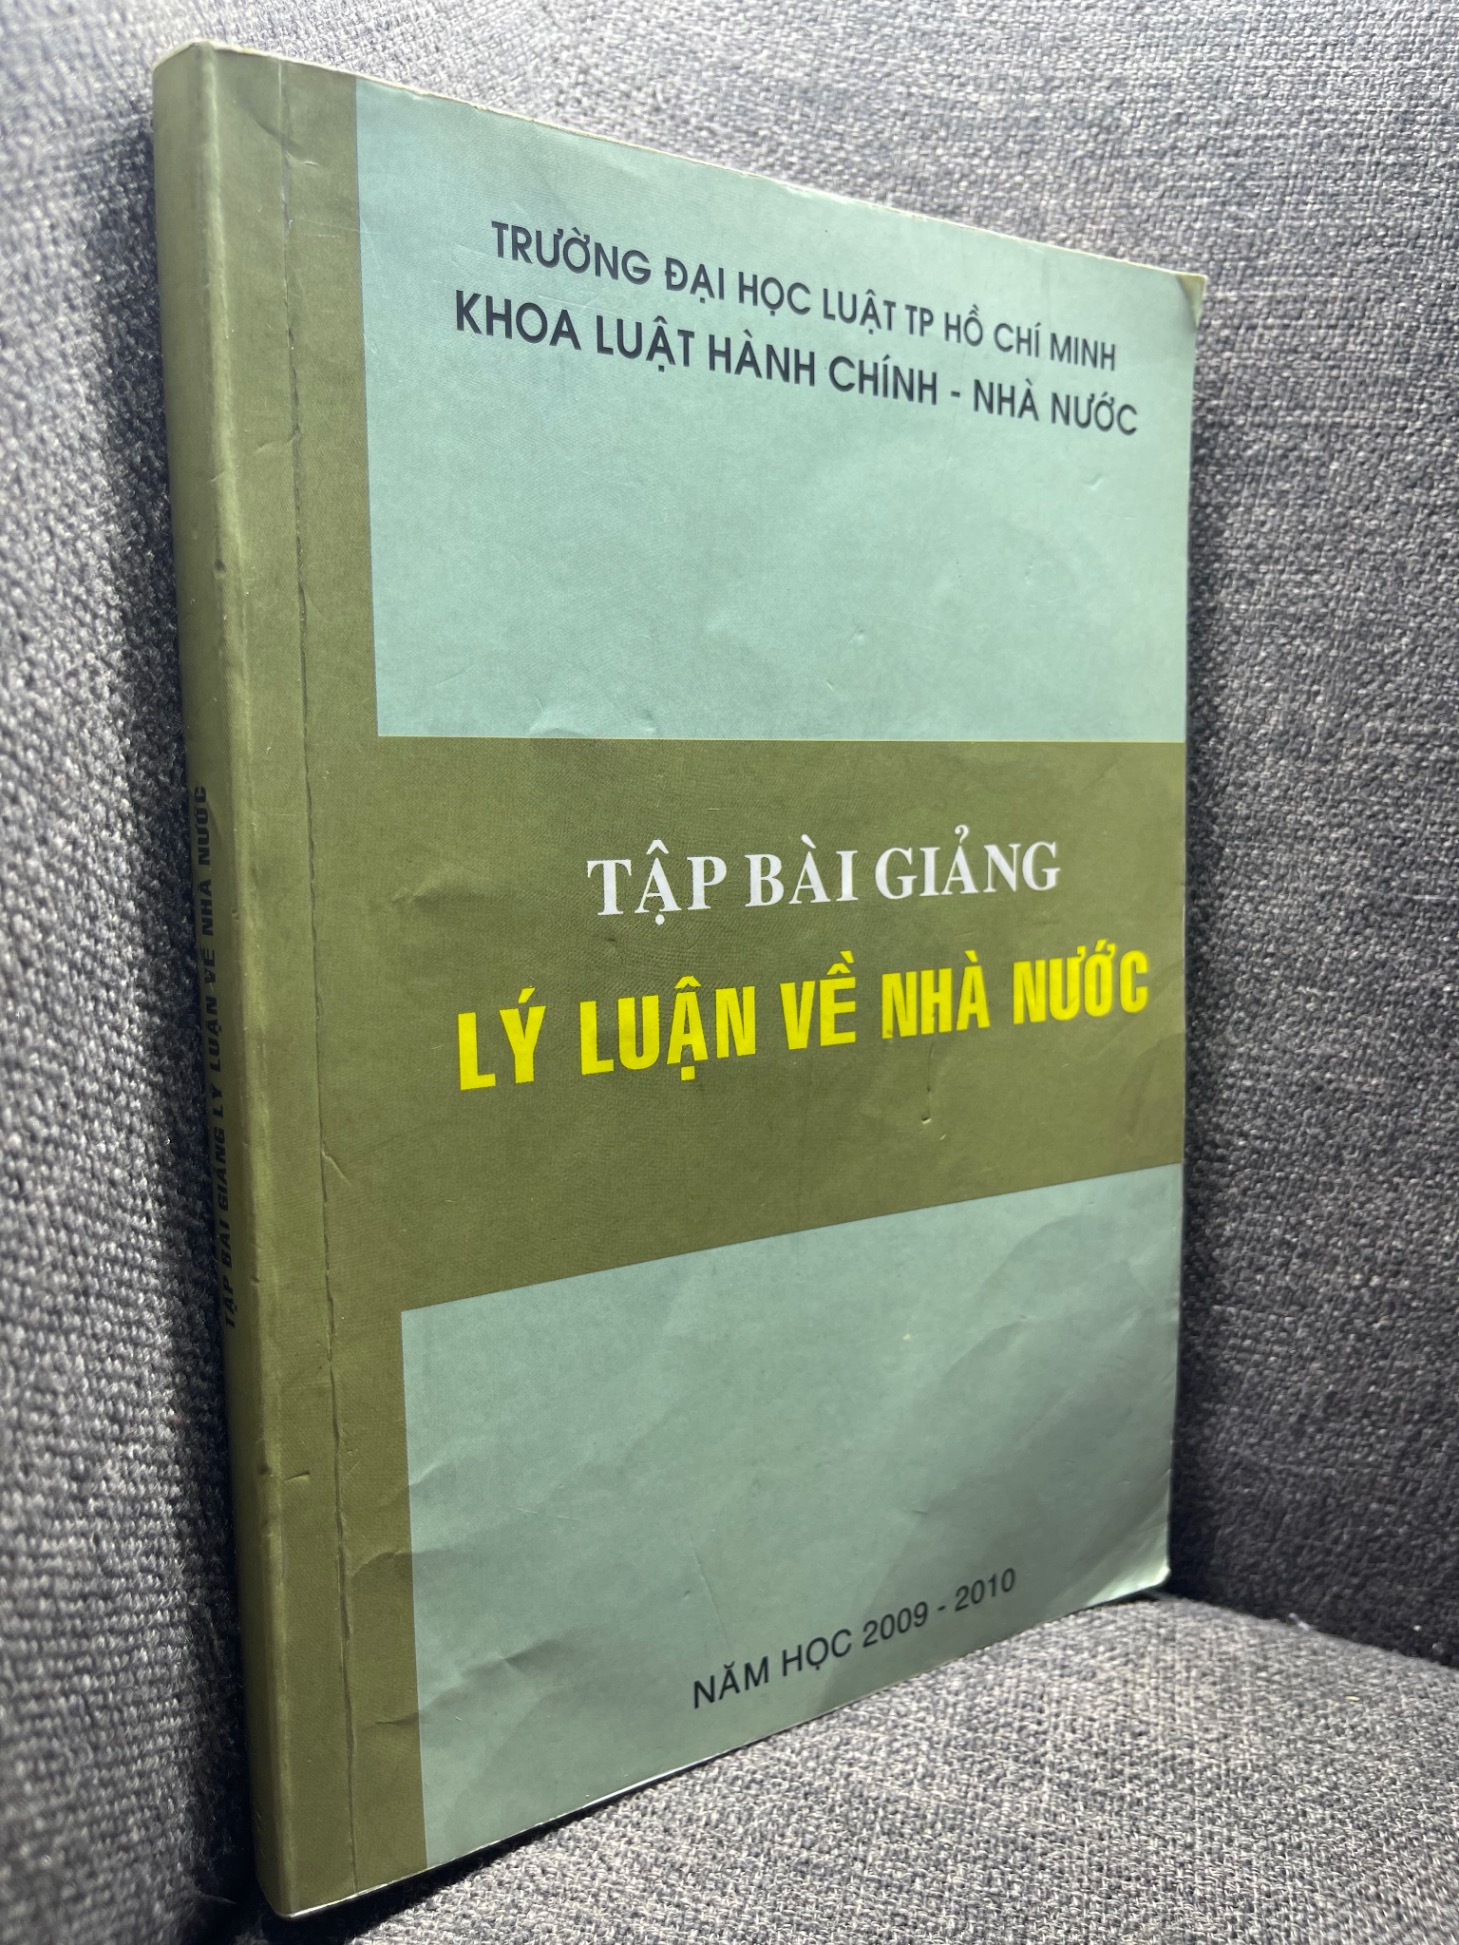 TRƯỜNG ĐẠI HỌC LUẬT TP HỒ CHÍ MINH
KHOA LUẬT HÀNH CHÍNH - NHÀ NƯỚC
TẬP BÀI GIẢNG
LÝ LUẬN VỀ NHÀ NƯỚC
NĂM HỌC 2009 - 2010
TẬP BÀI GIẢNG LÝ LUẬN VỀ NHÀ NƯỚC